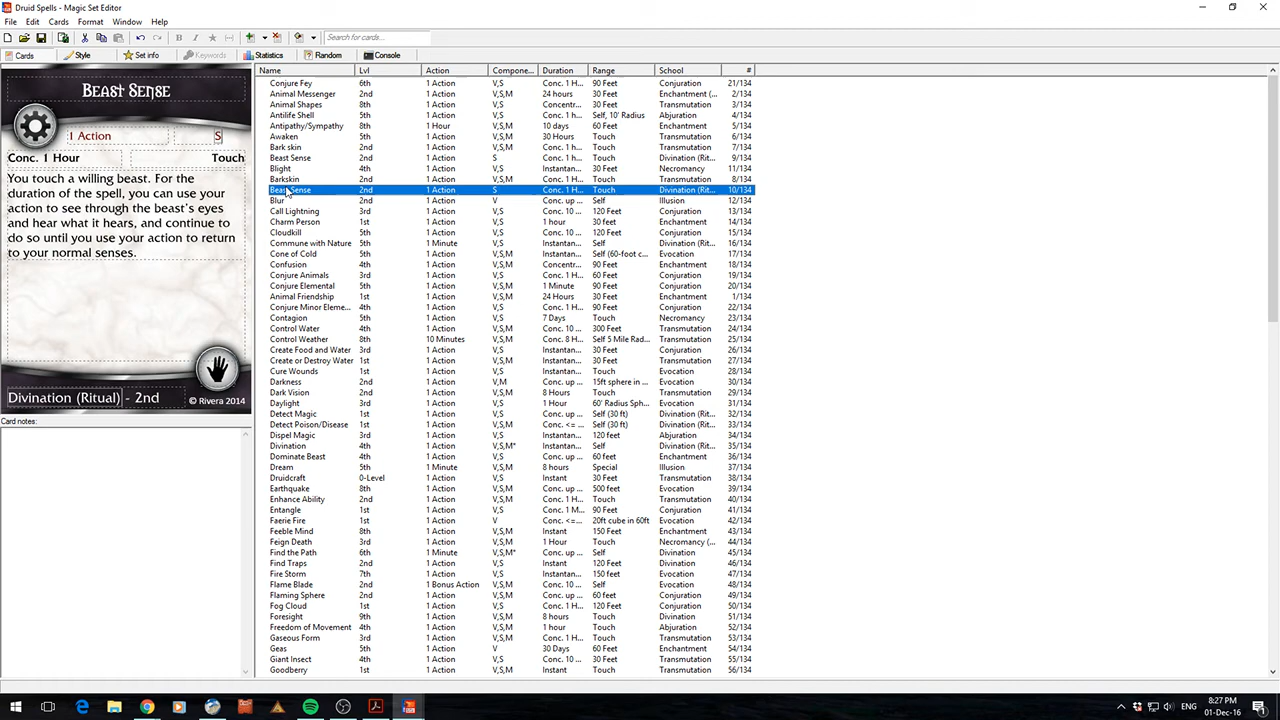 Druid Spells - Magic Set Editor
File Edit Cards Format Window Help
B I Search for cards...
Cards Style Set info Keywords Statistics Random Console
Name Lvl Action Compone... Duration Range School #
BEAST SENSE
1 Action S
Conc. 1 Hour Touch
You touch a willing beast. For the
duration of the spell, you can use your
action to see through the beast's eyes
and hear what it hears, and continue to
do so until you use your action to return
to your normal senses.
Divination (Ritual) - 2nd © Rivera 2014
Card notes:
Conjure Fey 6th 1 Action V,S Conc. 1 H... 90 Feet Conjuration 21/134
Animal Messenger 2nd 1 Action V,S,M 24 hours 30 Feet Enchantment (... 2/134
Animal Shapes 8th 1 Action V,S Concentr... 30 Feet Transmutation 3/134
Antilife Shell 5th 1 Action V,S Conc. 1 H... Self, 10' Radius Abjuration 4/134
Antipathy/Sympathy 8th 1 Hour V,S,M 10 days 60 Feet Enchantment 5/134
Awaken 5th 1 Action V,S,M 30 Hours Touch Transmutation 6/134
Bark skin 2nd 1 Action V,S,M Conc. 1 H... Touch Transmutation 7/134
Beast Sense 2nd 1 Action S Conc. 1 h... Touch Divination (Rit... 9/134
Blight 4th 1 Action V,S Instantan... 30 Feet Necromancy 11/134
Barkskin 2nd 1 Action V,S,M Conc. 1 h... Touch Transmutation 8/134
Beast Sense 2nd 1 Action S Conc. 1 H... Touch Divination (Rit... 10/134
Blur 2nd 1 Action V Conc. up ... Self Illusion 12/134
Call Lightning 3rd 1 Action V,S Conc. 10 ... 120 Feet Conjuration 13/134
Charm Person 1st 1 Action V,S 1 hour 30 feet Enchantment 14/134
Cloudkill 5th 1 Action V,S Conc. 10 ... 120 Feet Conjuration 15/134
Commune with Nature 5th 1 Minute V,S Instantan... Self Divination (Rit... 16/134
Cone of Cold 5th 1 Action V,S,M Instantan... Self (60-foot c... Evocation 17/134
Confusion 4th 1 Action V,S,M Concentr... 90 Feet Enchantment 18/134
Conjure Animals 3rd 1 Action V,S Conc. 1 H... 60 Feet Conjuration 19/134
Conjure Elemental 5th 1 Action V,S,M 1 Minute 90 Feet Conjuration 20/134
Animal Friendship 1st 1 Action V,S,M 24 Hours 30 Feet Enchantment 1/134
Conjure Minor Eleme... 4th 1 Action V,S Conc. 1 H... 90 Feet Conjuration 22/134
Contagion 5th 1 Action V,S 7 Days Touch Necromancy 23/134
Control Water 4th 1 Action V,S,M Conc. 10 ... 300 Feet Transmutation 24/134
Control Weather 8th 10 Minutes V,S,M Conc. 8 H... Self 5 Mile Rad... Transmutation 25/134
Create Food and Water 3rd 1 Action V,S Instantan... 30 Feet Conjuration 26/134
Create or Destroy Water 1st 1 Action V,S,M Instantan... 30 Feet Transmutation 27/134
Cure Wounds 1st 1 Action V,S Instantan... Touch Evocation 28/134
Darkness 2nd 1 Action V,M Conc. up ... 15ft sphere in ... Evocation 30/134
Dark Vision 2nd 1 Action V,S,M 8 Hours Touch Transmutation 29/134
Daylight 3rd 1 Action V,S 1 hour 60' Radius Sph... Evocation 31/134
Detect Magic 1st 1 Action V,S Conc. up ... Self (30 ft) Divination (Rit... 32/134
Detect Poison/Disease 1st 1 Action V,S,M Conc. <= ... Self (30 ft) Divination (Rit... 33/134
Dispel Magic 3rd 1 Action V,S Instantan... 120 feet Abjuration 34/134
Divination 4th 1 Action V,S,M* Instantan... Self Divination (Rit... 35/134
Dominate Beast 4th 1 Action V,S Conc. up ... 60 feet Enchantment 36/134
Dream 5th 1 Minute V,S,M 8 hours Special Illusion 37/134
Druidcraft 0-Level 1 Action V,S Instant 30 Feet Transmutation 38/134
Earthquake 8th 1 Action V,S,M Conc. up ... 500 feet Evocation 39/134
Enhance Ability 2nd 1 Action V,S,M Conc. 1 H... Touch Transmutation 40/134
Entangle 1st 1 Action V,S Conc. 1 M... 90 Feet Conjuration 41/134
Faerie Fire 1st 1 Action V Conc. <=... 20ft cube in 60ft Evocation 42/134
Feeble Mind 8th 1 Action V,S,M Instant 150 Feet Enchantment 43/134
Feign Death 3rd 1 Action V,S,M 1 Hour Touch Necromancy (... 44/134
Find the Path 6th 1 Minute V,S,M* Conc. up ... Self Divination 45/134
Find Traps 2nd 1 Action V,S Instant 120 Feet Divination 46/134
Fire Storm 7th 1 Action V,S Instantan... 150 feet Evocation 47/134
Flame Blade 2nd 1 Bonus Action V,S,M Conc. 10 ... Self Evocation 48/134
Flaming Sphere 2nd 1 Action V,S,M Conc. up ... 60 feet Conjuration 49/134
Fog Cloud 1st 1 Action V,S Conc. 1 H... 120 Feet Conjuration 50/134
Foresight 9th 1 Action V,S,M 8 hours Touch Divination 51/134
Freedom of Movement 4th 1 Action V,S,M 1 hour Touch Abjuration 52/134
Gaseous Form 3rd 1 Action V,S,M Conc. 1 H... Touch Transmutation 53/134
Geas 5th 1 Action V 30 Days 60 Feet Enchantment 54/134
Giant Insect 4th 1 Action V,S Conc. 10 ... 30 Feet Transmutation 55/134
Goodberry 1st 1 Action V,S,M Instant Touch Transmutation 56/134
ENG 8:27 PM
01-Dec-16